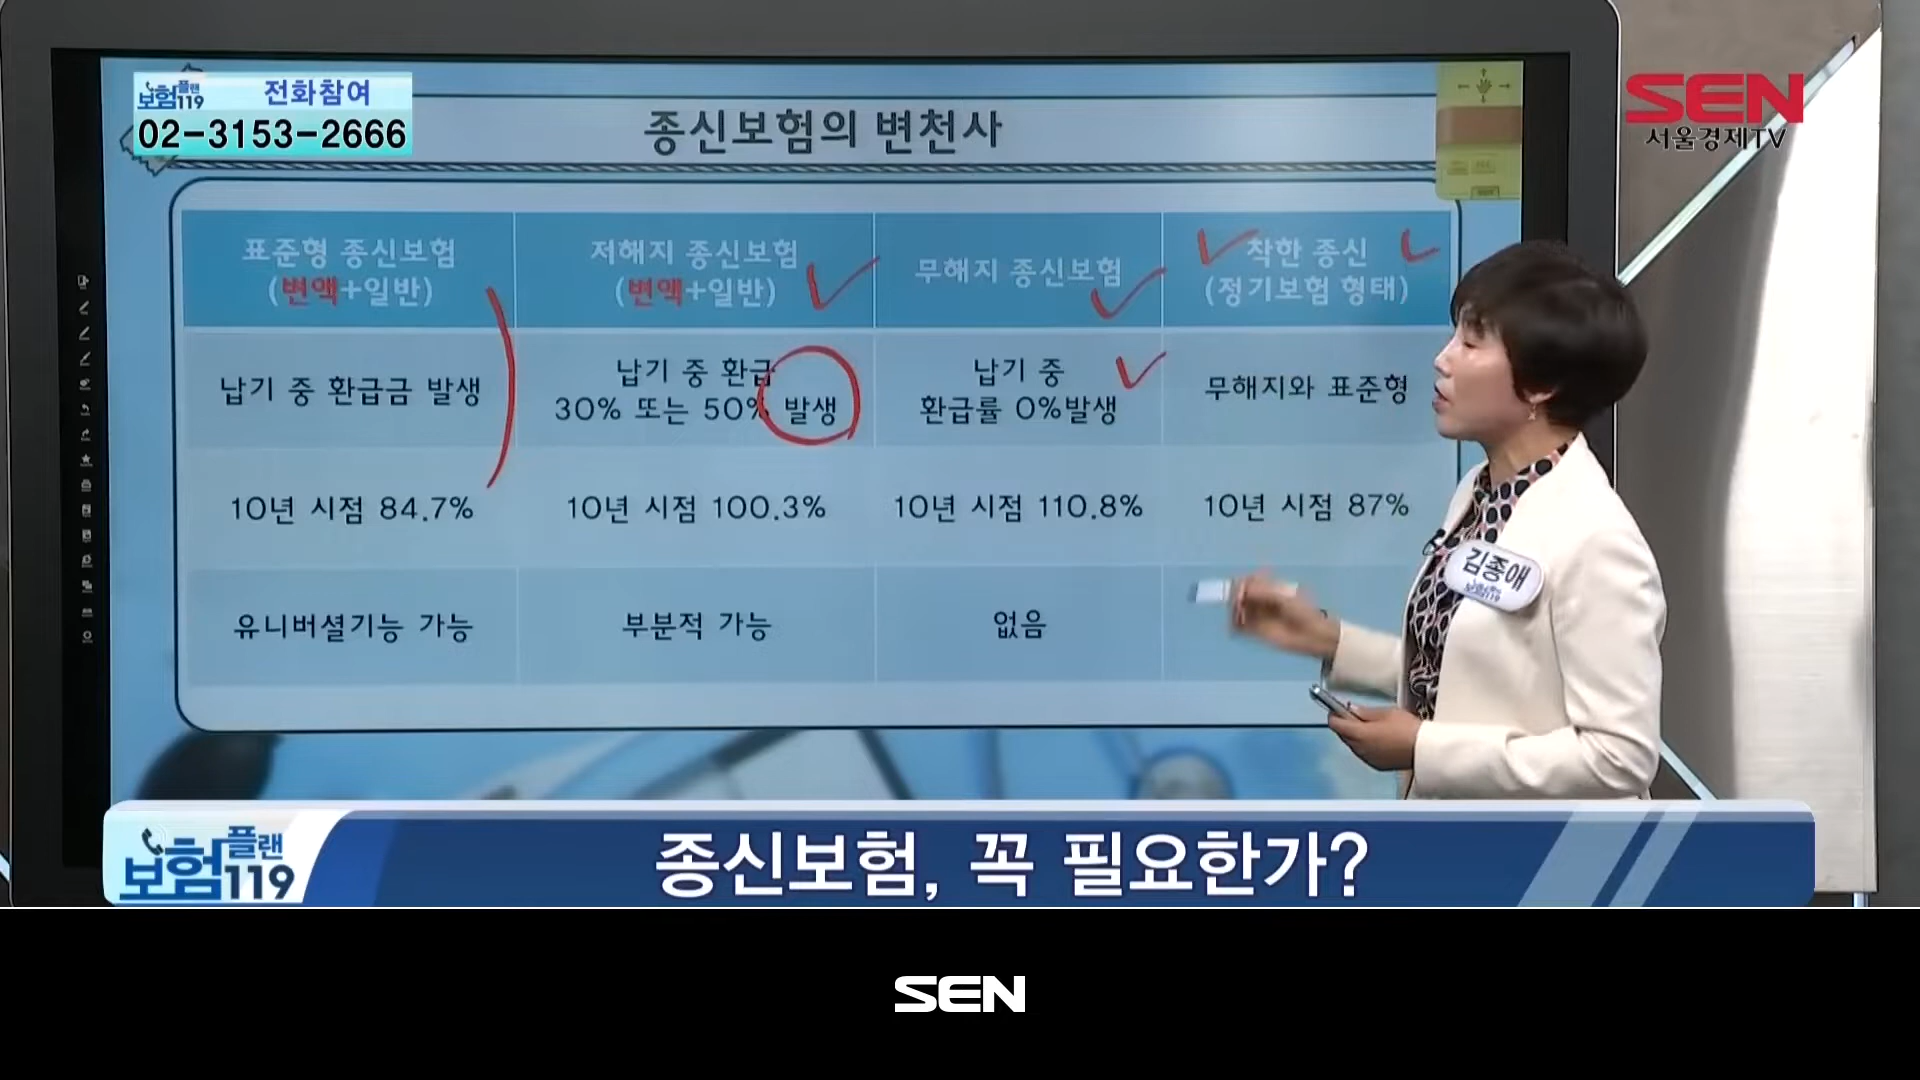 보험플랜119
전화참여
02-3153-2666
SEN
서울경제TV
종신보험의 변천사
표준형 종신보험
(변액+일반)
저해지 종신보험
(변액+일반)
무해지 종신보험
착한 종신
(정기보험 형태)
납기 중 환급금 발생
납기 중 환급
30% 또는 50% 발생
납기 중
환급률 0%발생
무해지와 표준형
10년 시점 84.7%
10년 시점 100.3%
10년 시점 110.8%
10년 시점 87%
유니버셜기능 가능
부분적 가능
없음
김종애
보험플랜119
종신보험, 꼭 필요한가?
SEN